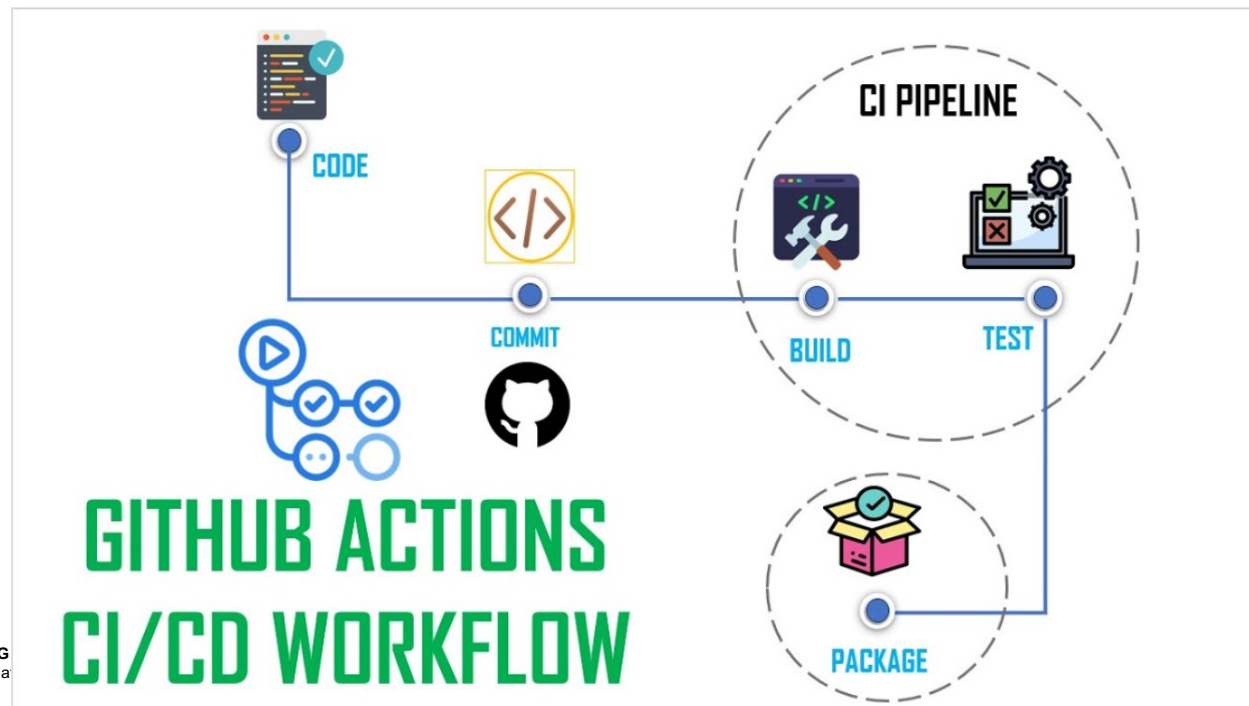 CI PIPELINE
CODE
COMMIT
BUILD
TEST
GITHUB ACTIONS
CI/CD WORKFLOW
PACKAGE